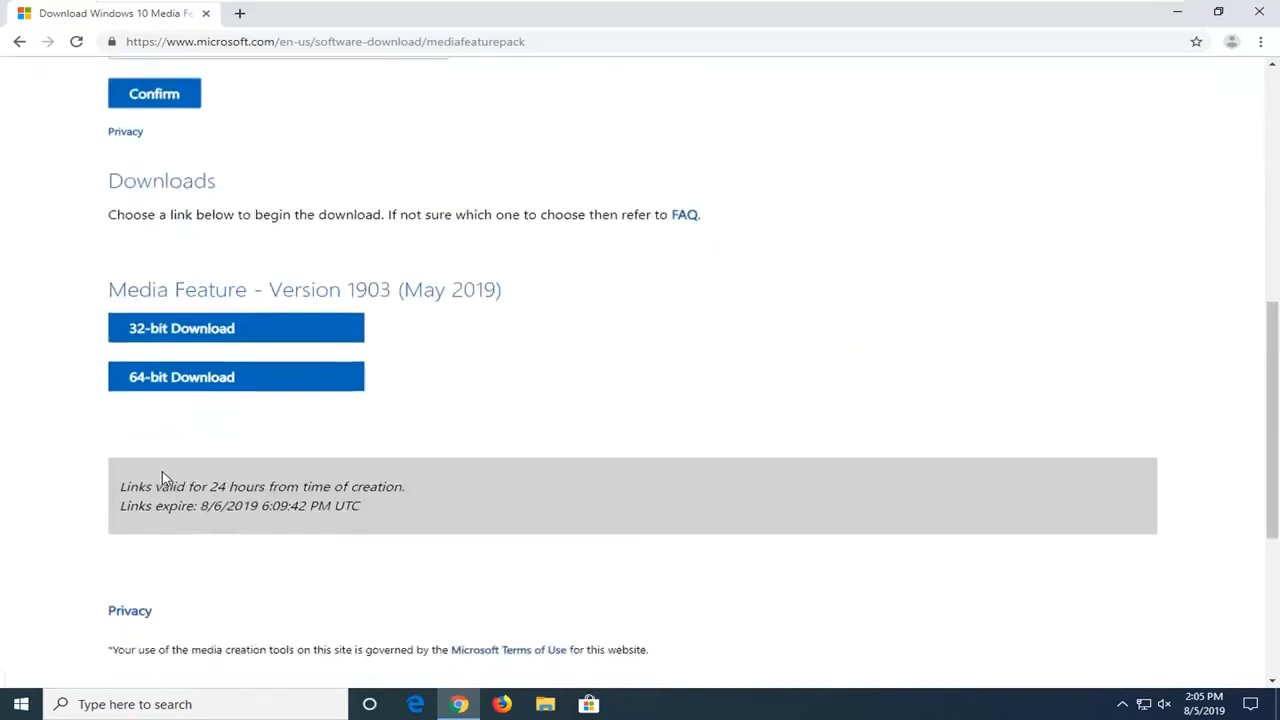 Download Windows 10 Media Fe
https://www.microsoft.com/en-us/software-download/mediafeaturepack
Confirm
Privacy
Downloads
Choose a link below to begin the download. If not sure which one to choose then refer to FAQ.
Media Feature - Version 1903 (May 2019)
32-bit Download
64-bit Download
Links valid for 24 hours from time of creation.
Links expire: 8/6/2019 6:09:42 PM UTC
Privacy
*Your use of the media creation tools on this site is governed by the Microsoft Terms of Use for this website.
Type here to search
2:05 PM
8/5/2019